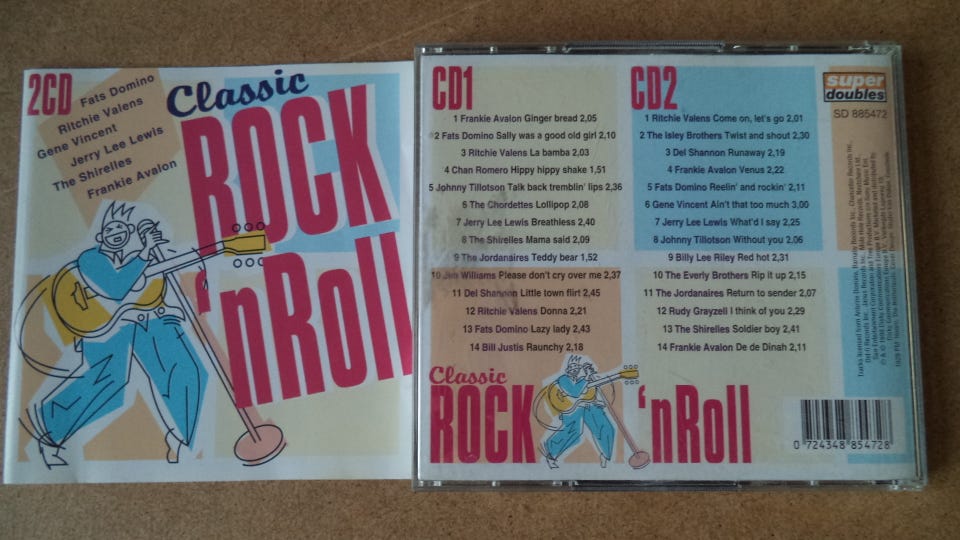 2CD
Fats Domino
Ritchie Valens
Gene Vincent
Jerry Lee Lewis
The Shirelles
Frankie Avalon
Classic
ROCK
'nRoll
CD1
1 Frankie Avalon Ginger bread 2,05
2 Fats Domino Sally was a good old girl 2,10
3 Ritchie Valens La bamba 2,03
4 Chan Romero Hippy hippy shake 1,51
5 Johnny Tillotson Talk back tremblin' lips 2,36
6 The Chordettes Lollipop 2,08
7 Jerry Lee Lewis Breathless 2,40
8 The Shirelles Mama said 2,09
9 The Jordanaires Teddy bear 1,52
10 Jim Williams Please don't cry over me 2,37
11 Del Shannon Little town flirt 2,45
12 Ritchie Valens Donna 2,21
13 Fats Domino Lazy lady 2,43
14 Bill Justis Raunchy 2,18
CD2
1 Ritchie Valens Come on, let's go 2,01
2 The Isley Brothers Twist and shout 2,30
3 Del Shannon Runaway 2,19
4 Frankie Avalon Venus 2,22
5 Fats Domino Reelin' and rockin' 2,11
6 Gene Vincent Ain't that too much 3,00
7 Jerry Lee Lewis What'd I say 2,25
8 Johnny Tillotson Without you 2,06
9 Billy Lee Riley Red hot 2,31
10 The Everly Brothers Rip it up 2,15
11 The Jordanaires Return to sender 2,07
12 Rudy Grayzell I think of you 2,29
13 The Shirelles Soldier boy 2,41
14 Frankie Avalon De de Dinah 2,11
super
doubles
SD 885472
Classic
ROCK 'nRoll
0 724348 854728